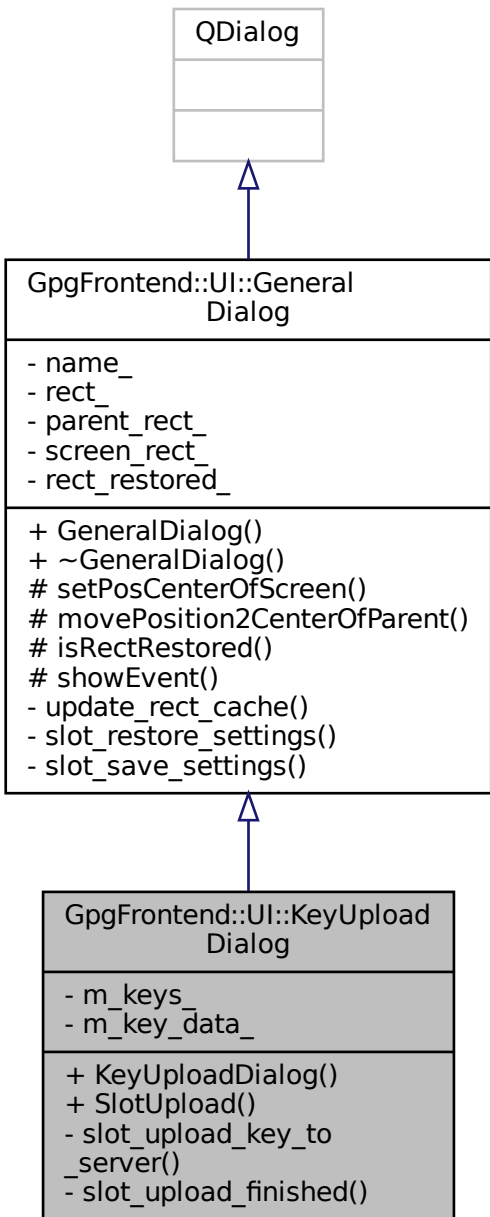 QDialog
GpgFrontend::UI::General
Dialog
- name_
- rect_
- parent_rect_
- screen_rect_
- rect_restored_
+ GeneralDialog()
+ ~GeneralDialog()
# setPosCenterOfScreen()
# movePosition2CenterOfParent()
# isRectRestored()
# showEvent()
- update_rect_cache()
- slot_restore_settings()
- slot_save_settings()
GpgFrontend::UI::KeyUpload
Dialog
- m_keys_
- m_key_data_
+ KeyUploadDialog()
+ SlotUpload()
- slot_upload_key_to
_server()
- slot_upload_finished()